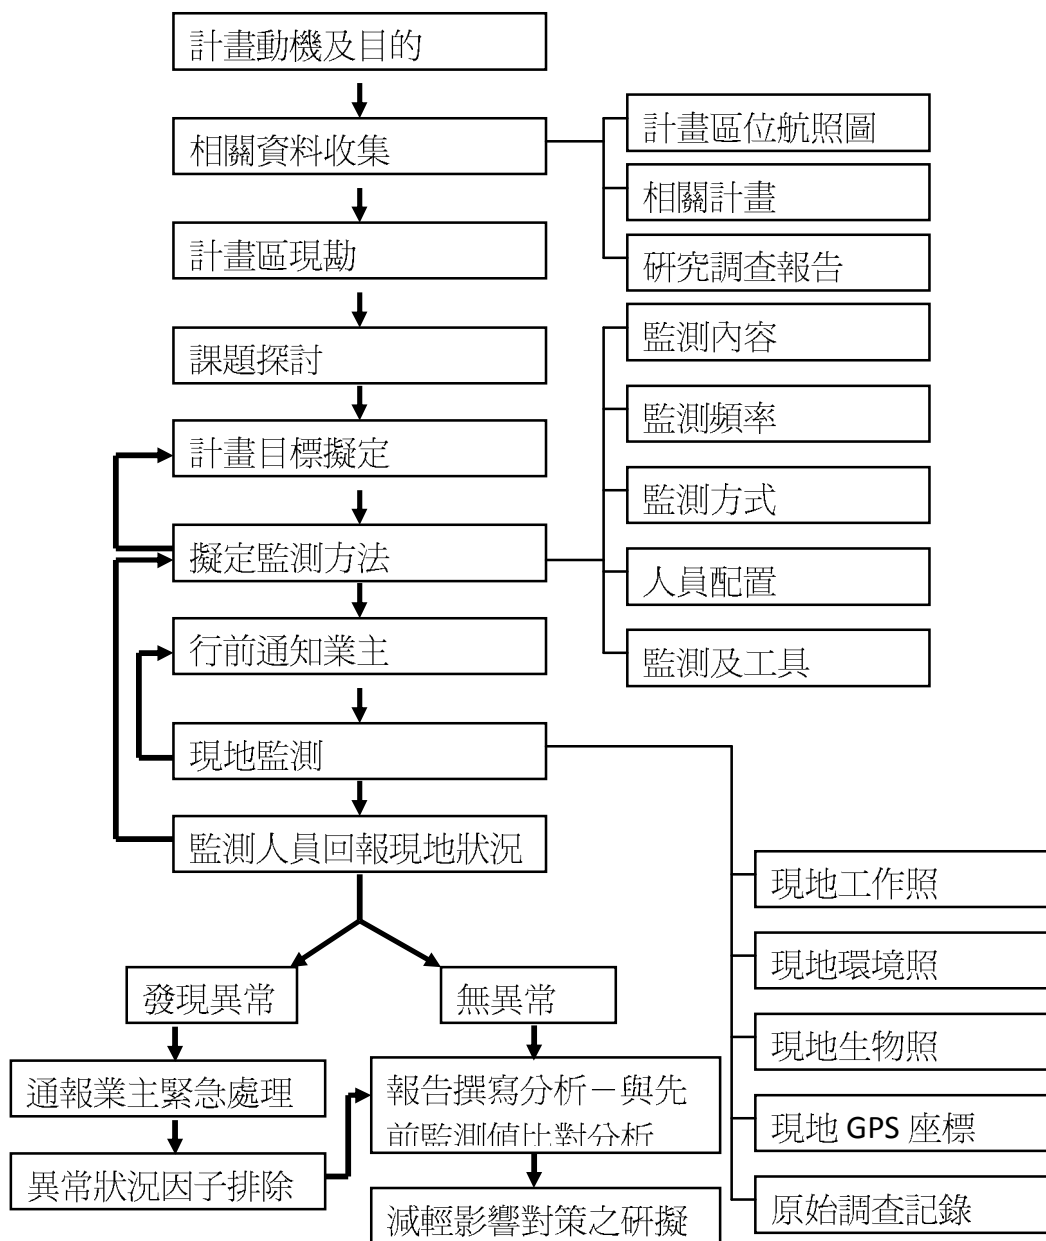 計畫動機及目的
相關資料收集
計畫區位航照圖
相關計畫
研究調查報告
計畫區現勘
課題探討
計畫目標擬定
擬定監測方法
監測內容
監測頻率
監測方式
人員配置
監測及工具
行前通知業主
現地監測
監測人員回報現地狀況
現地工作照
現地環境照
現地生物照
現地 GPS 座標
原始調查記錄
發現異常
無異常
通報業主緊急處理
異常狀況因子排除
報告撰寫分析－與先
前監測值比對分析
減輕影響對策之研擬